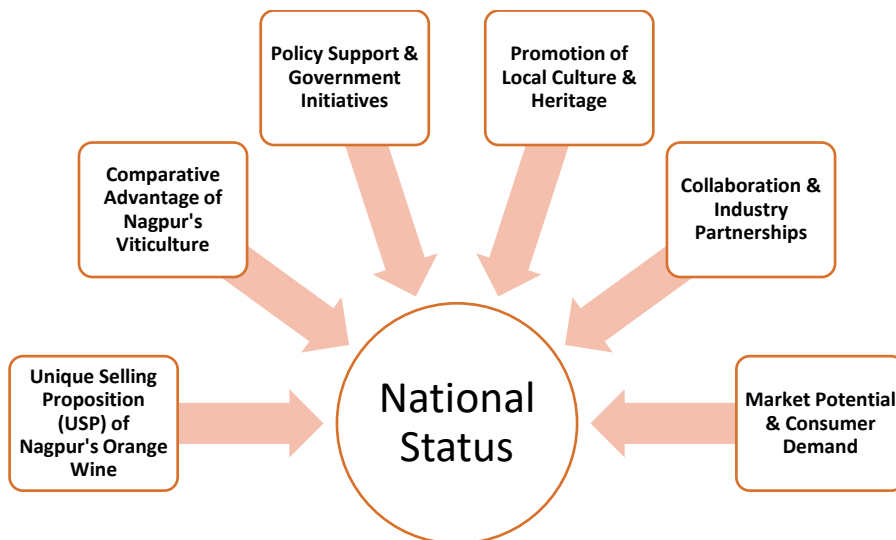 Policy Support &
Government
Initiatives
Promotion of
Local Culture &
Heritage
Comparative
Advantage of
Nagpur's
Viticulture
Collaboration &
Industry
Partnerships
Unique Selling
Proposition
(USP) of
Nagpur's Orange
Wine
National
Status
Market Potential
& Consumer
Demand